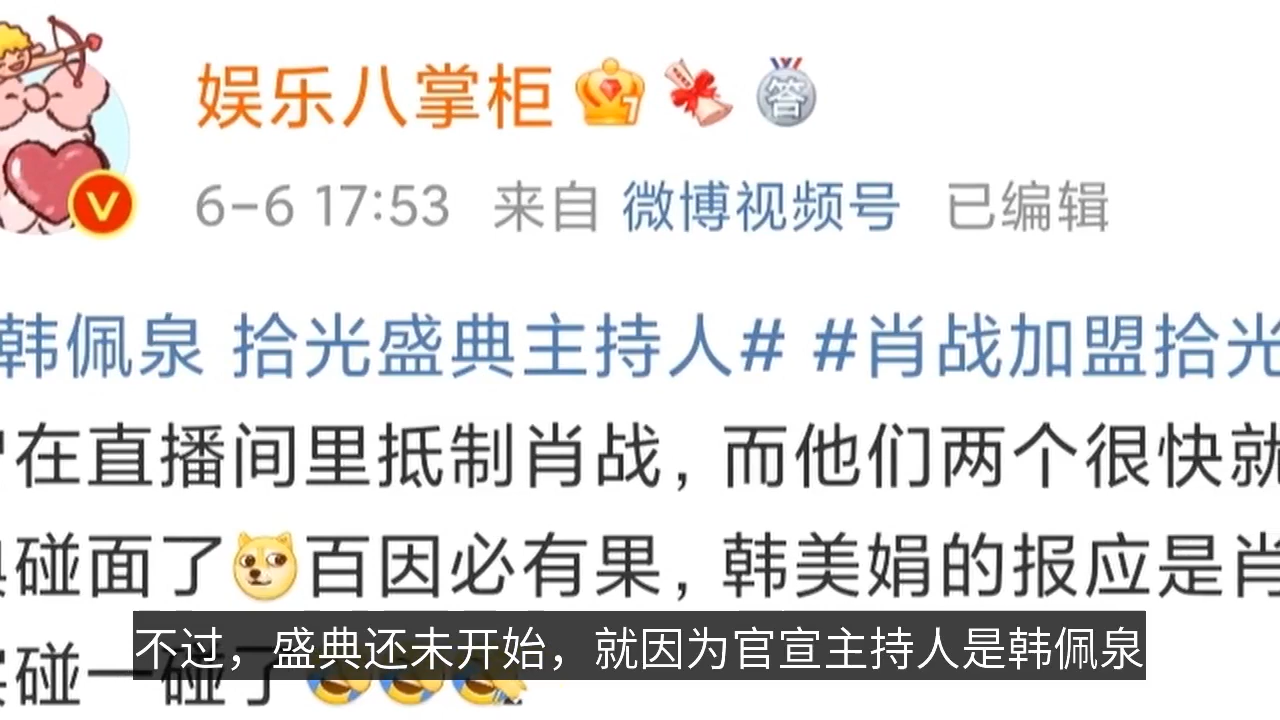 娱乐八掌柜 7 答
V
6-6 17:53 来自 微博视频号 已编辑
韩佩泉 拾光盛典主持人# #肖战加盟拾光
在直播间里抵制肖战，而他们两个很快就
碰面了 百因必有果，韩美娟的报应是肖
碰一碰了
不过，盛典还未开始，就因为官宣主持人是韩佩泉